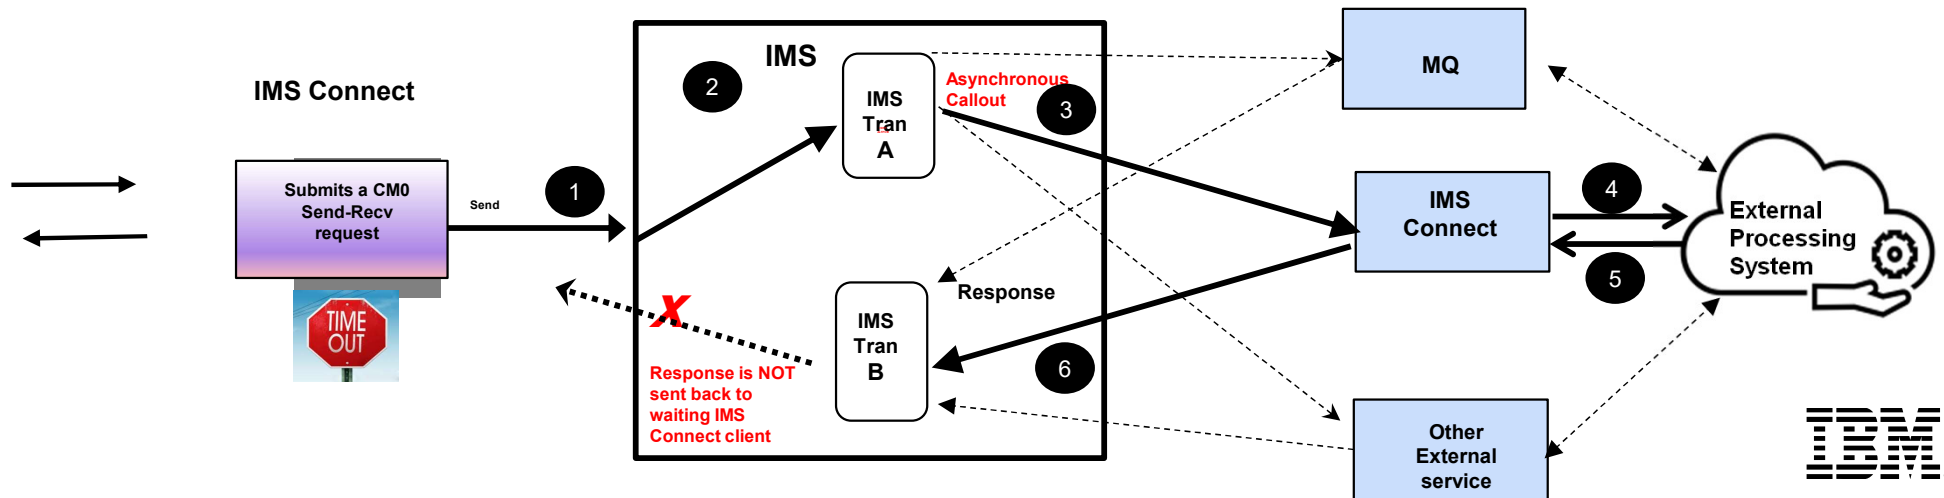 IMS Connect
Submits a CM0
Send-Recv
request
TIME
OUT
Send
1
IMS
2
IMS
Tran
A
Asynchronous
Callout
3
X
Response is NOT
sent back to
waiting IMS
Connect client
IMS
Tran
B
Response
6
MQ
IMS
Connect
4
5
External
Processing
System
Other
External
service
IBM